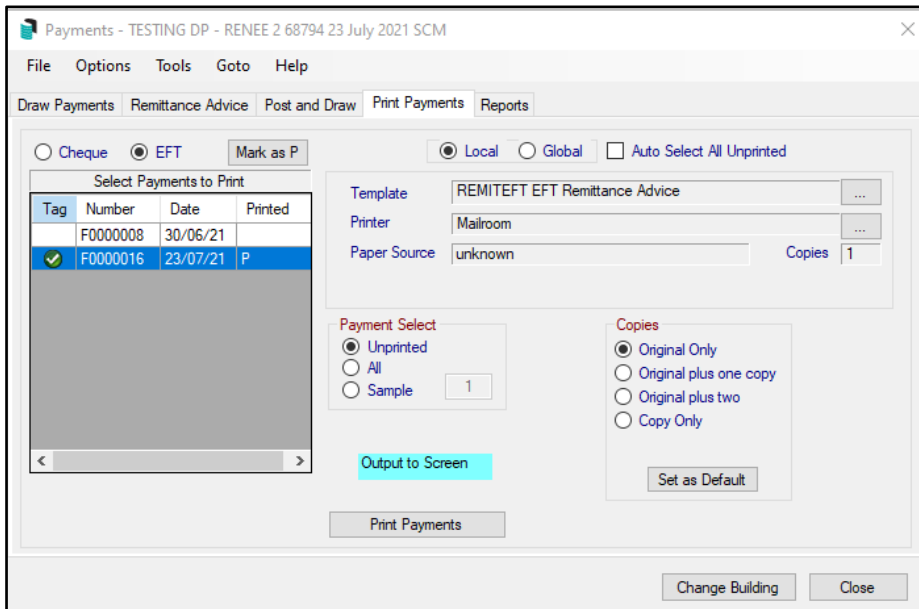 Payments - TESTING DP - RENEE 2 68794 23 July 2021 SCM
File Options Tools Goto Help
Draw Payments Remittance Advice Post and Draw Print Payments Reports
Cheque EFT Mark as P Local Global Auto Select All Unprinted
Select Payments to Print
Tag Number Date Printed
F0000008 30/06/21
F0000016 23/07/21 P
Template REMITEFT EFT Remittance Advice ...
Printer Mailroom ...
Paper Source unknown Copies 1
Payment Select
Unprinted
All
Sample 1
Copies
Original Only
Original plus one copy
Original plus two
Copy Only
Output to Screen
Set as Default
Print Payments
Change Building Close